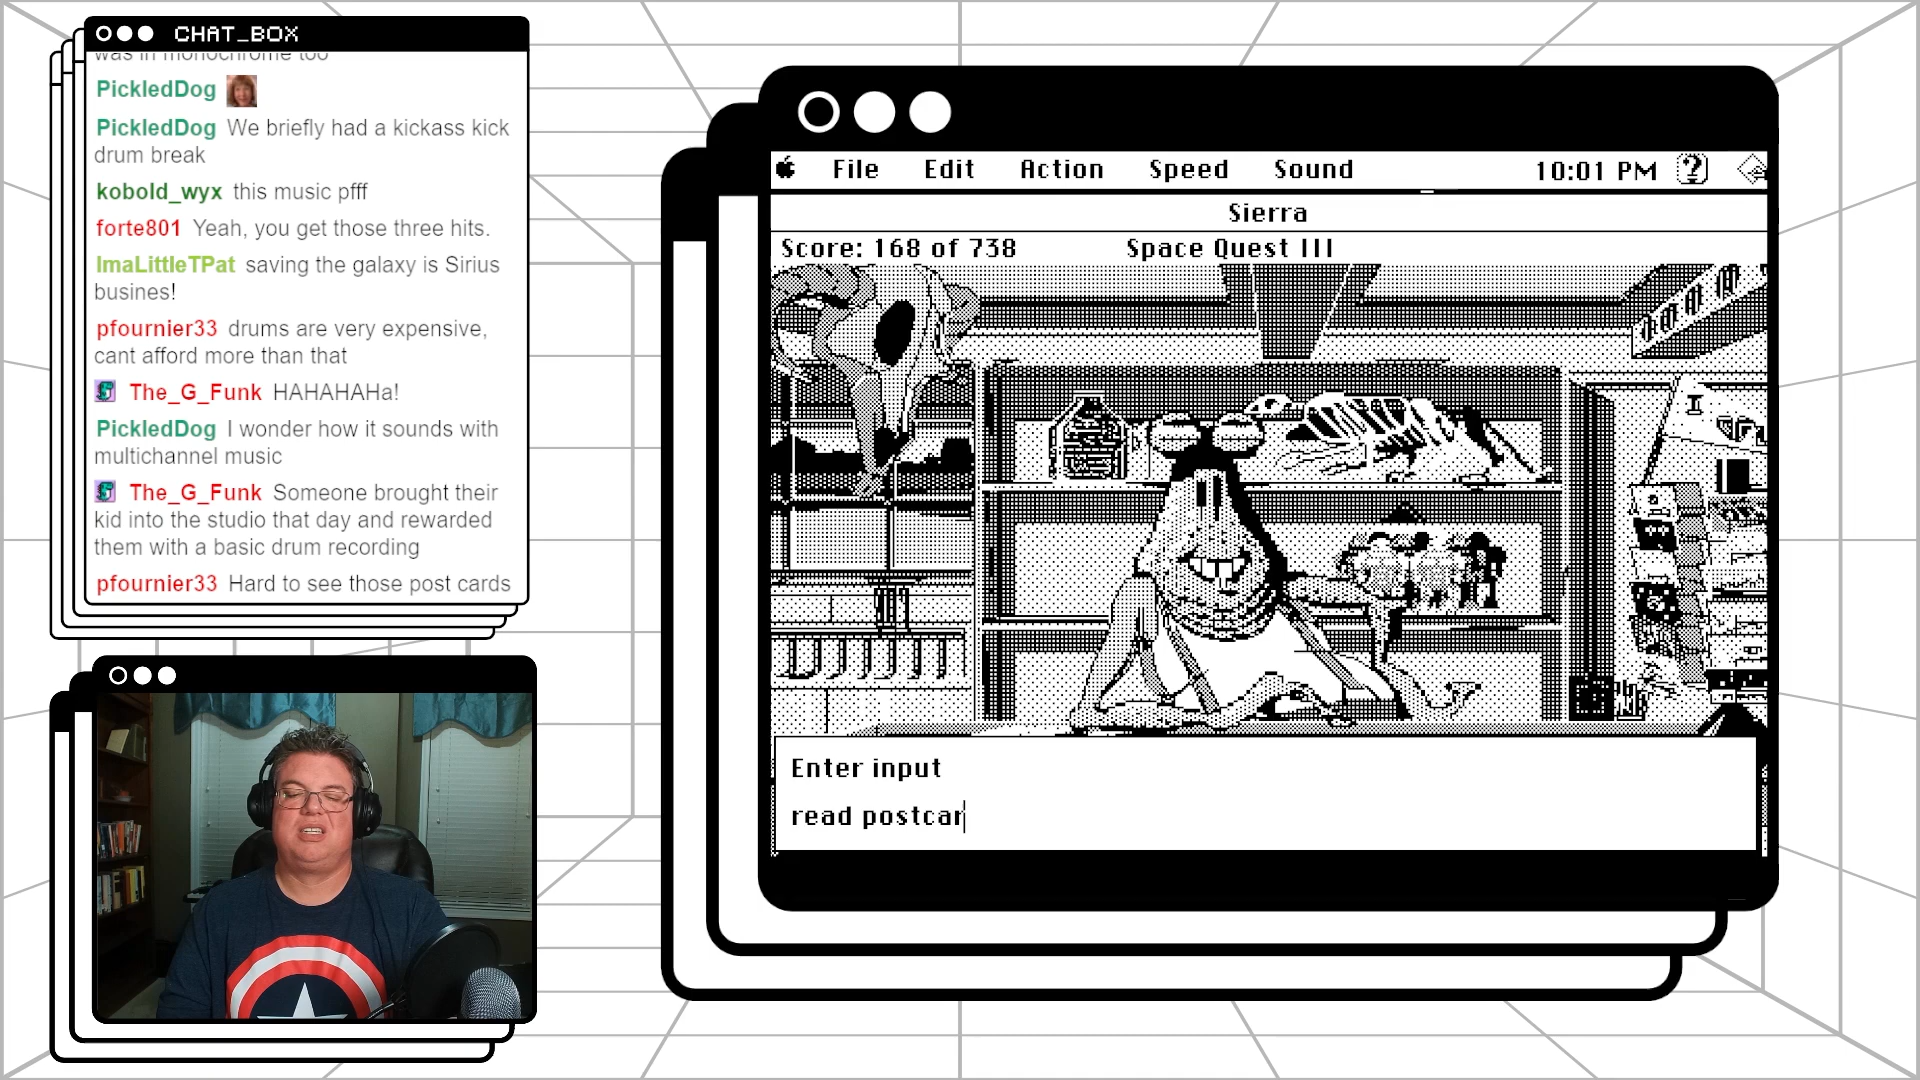 CHAT_BOX
was in monochrome too
PickledDog
PickledDog We briefly had a kickass kick
drum break
kobold_wyx this music pfff
forte801 Yeah, you get those three hits.
ImaLittleTPat saving the galaxy is Sirius
busines!
pfournier33 drums are very expensive,
cant afford more than that
The_G_Funk HAHAHAHa!
PickledDog I wonder how it sounds with
multichannel music
The_G_Funk Someone brought their
kid into the studio that day and rewarded
them with a basic drum recording
pfournier33 Hard to see those post cards
File Edit Action Speed Sound 10:01 PM
Sierra
Score: 168 of 738 Space Quest III
Enter input
read postcar